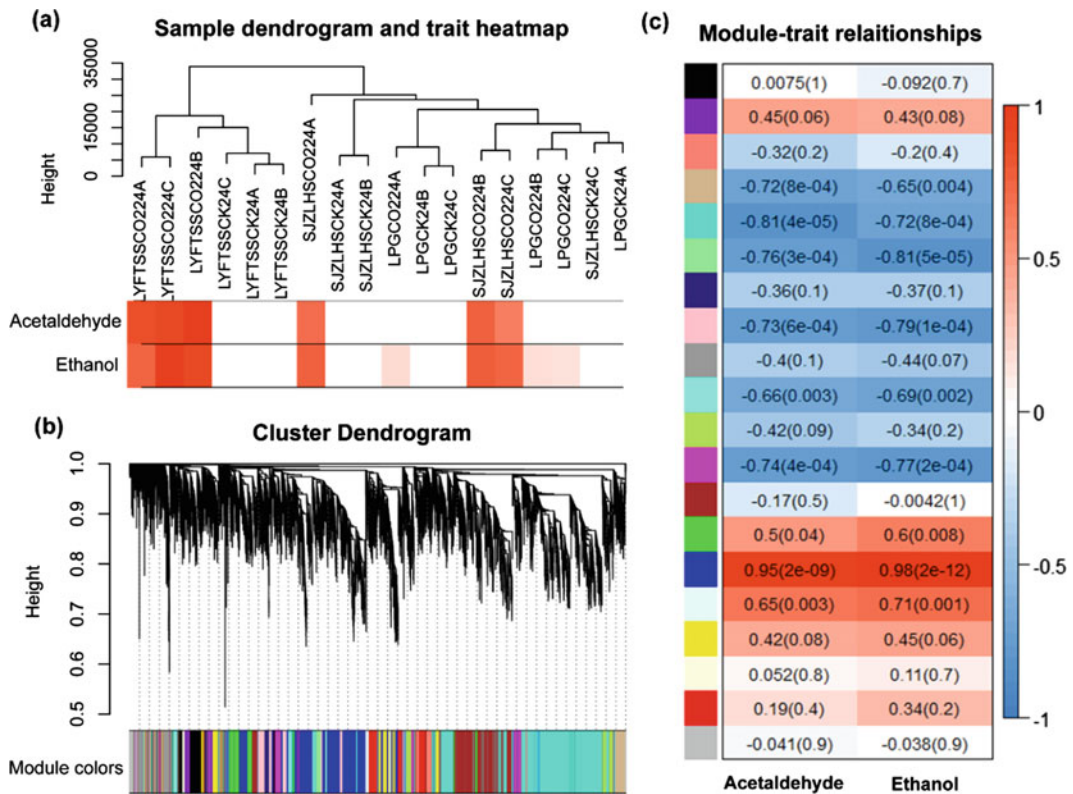 (a)
Sample dendrogram and trait heatmap
Height
0
5000
15000
25000
35000
LYFTSSCO224A
LYFTSSCO224C
LYFTSSCO224B
LYFTSSCK24C
LYFTSSCK24A
LYFTSSCK24B
SJZLHSCO224A
SJZLHSCK24A
SJZLHSCK24B
LPGCO224A
LPGCK24B
LPGCK24C
SJZLHSCO224B
SJZLHSCO224C
LPGCO224B
LPGCO224C
SJZLHSCK24C
LPGCK24A
Acetaldehyde
Ethanol
(b)
Cluster Dendrogram
Height
1.0
0.9
0.8
0.7
0.6
0.5
Module colors
(c)
Module-trait relaitionships
0.0075(1) -0.092(0.7)
0.45(0.06) 0.43(0.08)
-0.32(0.2) -0.2(0.4)
-0.72(8e-04) -0.65(0.004)
-0.81(4e-05) -0.72(8e-04)
-0.76(3e-04) -0.81(5e-05)
-0.36(0.1) -0.37(0.1)
-0.73(6e-04) -0.79(1e-04)
-0.4(0.1) -0.44(0.07)
-0.66(0.003) -0.69(0.002)
-0.42(0.09) -0.34(0.2)
-0.74(4e-04) -0.77(2e-04)
-0.17(0.5) -0.0042(1)
0.5(0.04) 0.6(0.008)
0.95(2e-09) 0.98(2e-12)
0.65(0.003) 0.71(0.001)
0.42(0.08) 0.45(0.06)
0.052(0.8) 0.11(0.7)
0.19(0.4) 0.34(0.2)
-0.041(0.9) -0.038(0.9)
Acetaldehyde Ethanol
1
0.5
0
-0.5
-1